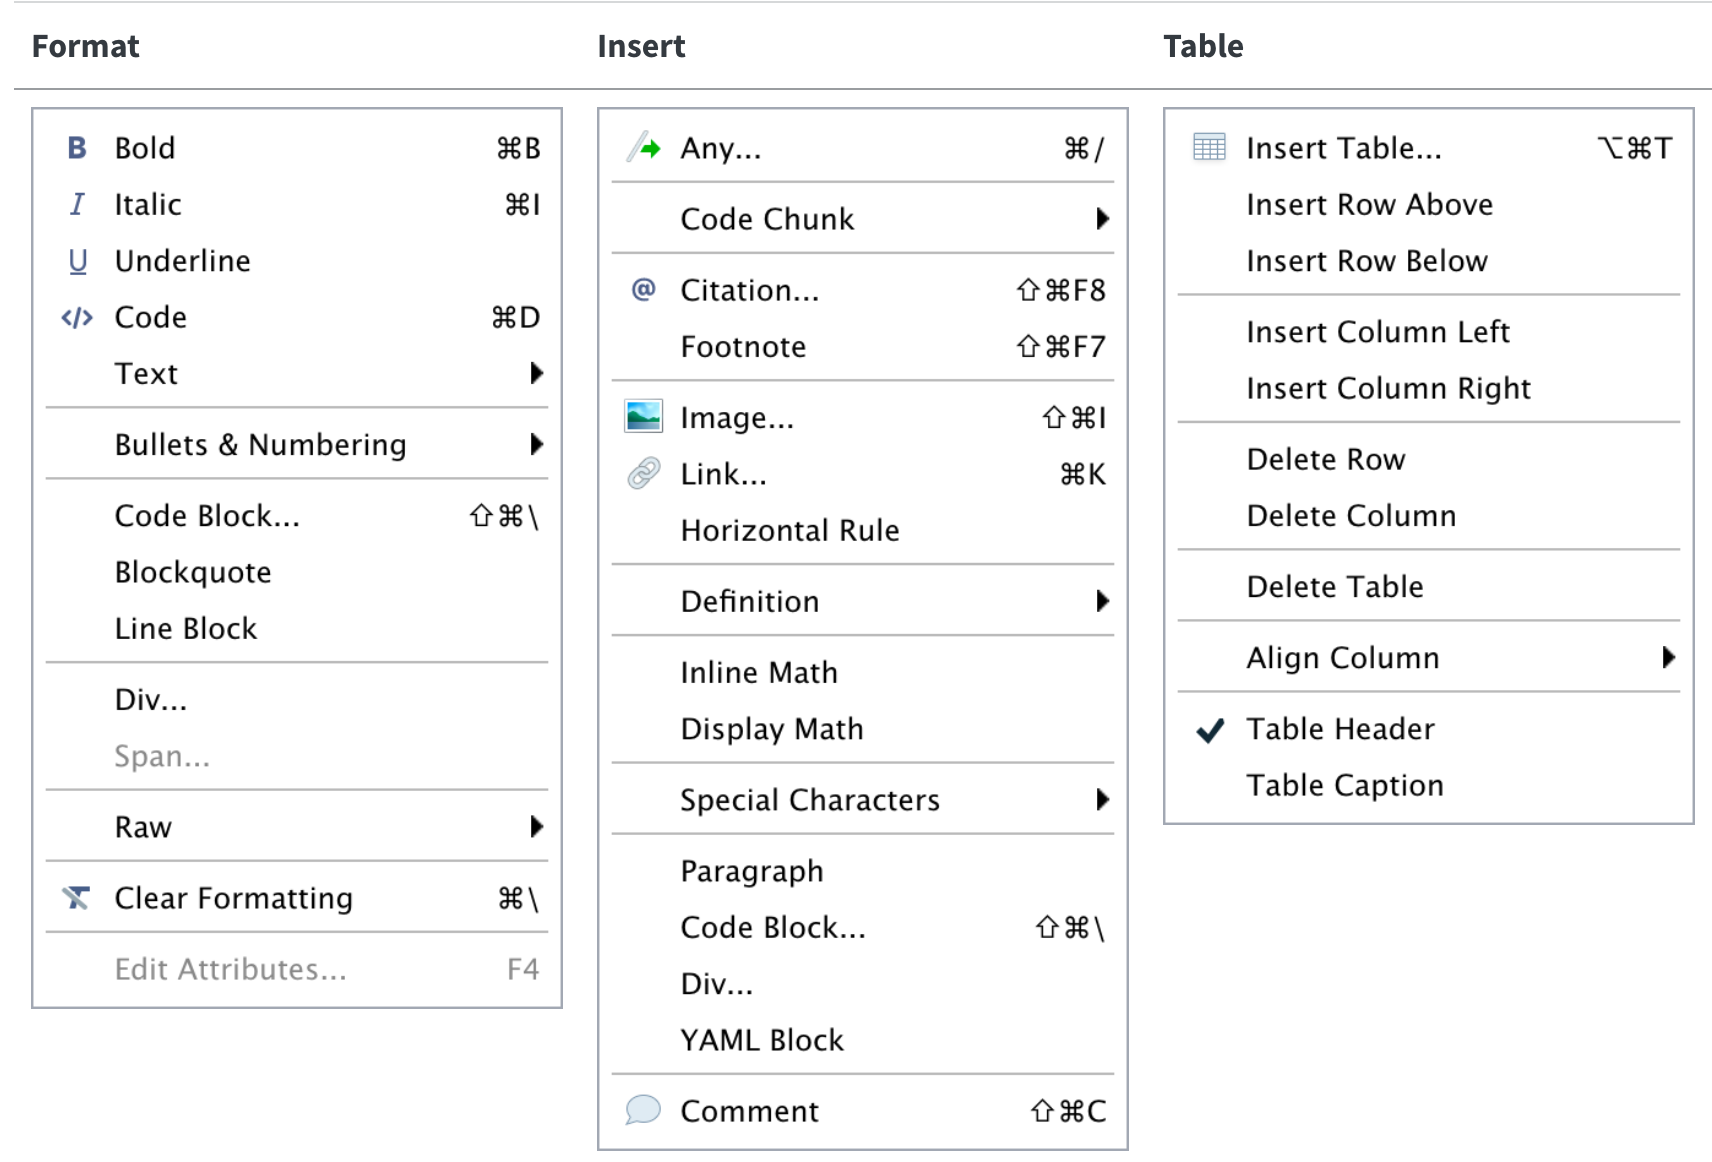 Format
Insert
Table
B Bold ⌘B
I Italic ⌘I
U Underline
</> Code ⌘D
Text
Bullets & Numbering
Code Block... ⇧⌘\
Blockquote
Line Block
Div...
Span...
Raw
Clear Formatting ⌘\
Edit Attributes... F4
Any... ⌘/
Code Chunk
@ Citation... ⇧⌘F8
Footnote ⇧⌘F7
Image... ⇧⌘I
Link... ⌘K
Horizontal Rule
Definition
Inline Math
Display Math
Special Characters
Paragraph
Code Block... ⇧⌘\
Div...
YAML Block
Comment ⇧⌘C
Insert Table... ⌥⌘T
Insert Row Above
Insert Row Below
Insert Column Left
Insert Column Right
Delete Row
Delete Column
Delete Table
Align Column
Table Header
Table Caption